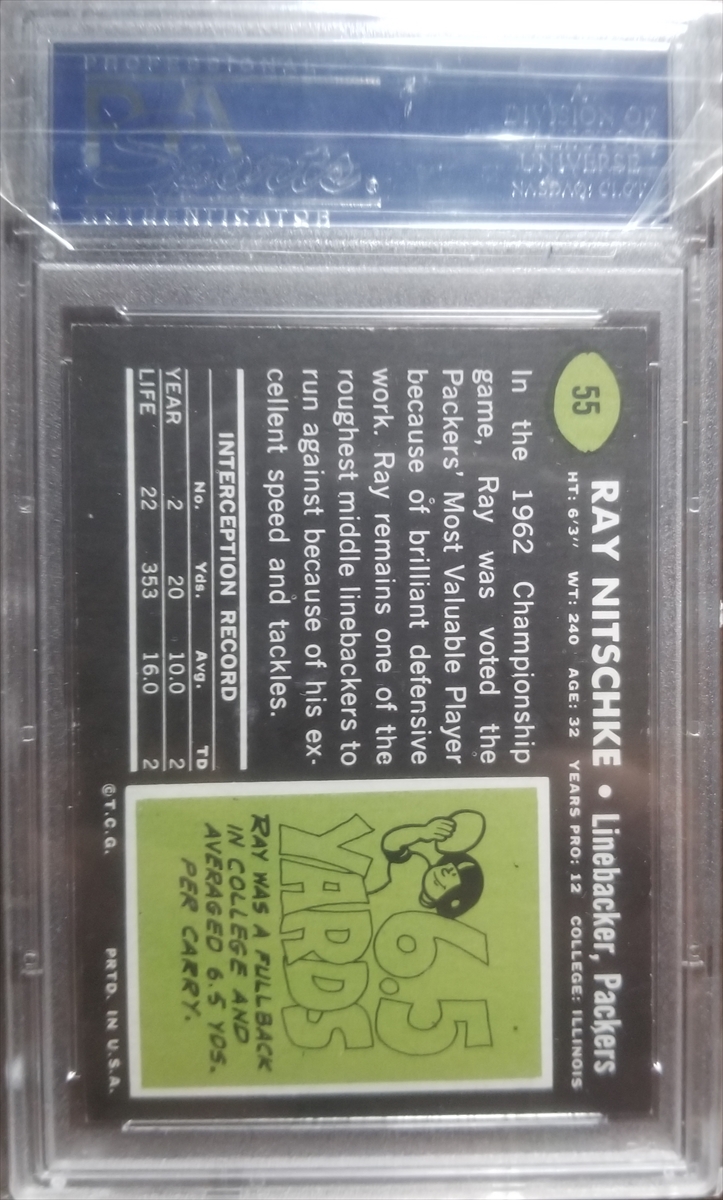 PROFESSIONAL
PSA
Sports
AUTHENTICATOR
A
DIVISION OF
UNIVERSE
NASDAQ: CLCT
55
RAY NITSCHKE • Linebacker, Packers
HT: 6'3" WT: 240 AGE: 32 YEARS PRO: 12 COLLEGE: ILLINOIS
In the 1962 Championship
game, Ray was voted the
Packers' Most Valuable Player
because of brilliant defensive
work. Ray remains one of the
roughest middle linebackers to
run against because of his ex-
cellent speed and tackles.
INTERCEPTION RECORD
No. Yds. Avg. TD
YEAR 2 20 10.0 2
LIFE 22 353 16.0 2
6.5
YARDS
RAY WAS A FULLBACK
IN COLLEGE AND
AVERAGED 6.5 YDS.
PER CARRY.
©T.C.G. PRTD. IN U.S.A.